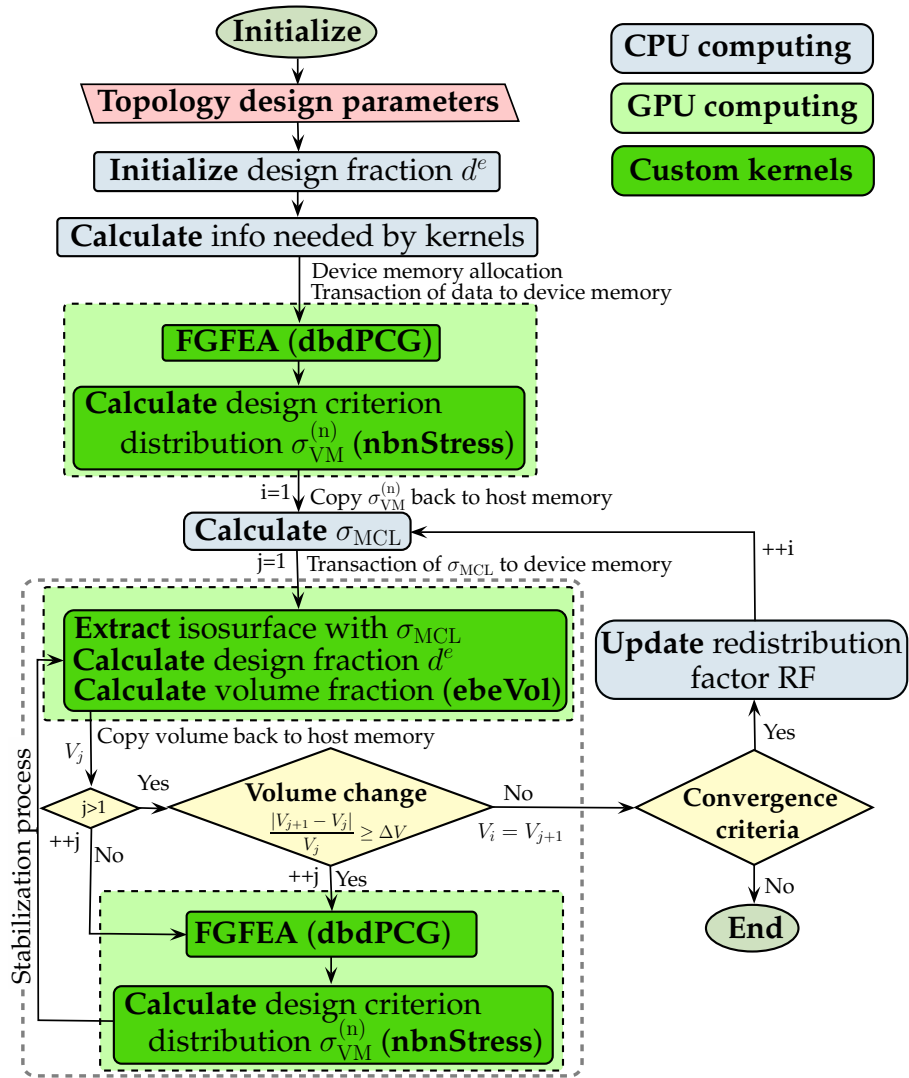 Initialize
CPU computing
Topology design parameters
GPU computing
Initialize design fraction d^e
Custom kernels
Calculate info needed by kernels
Device memory allocation
Transaction of data to device memory
FGFEA (dbdPCG)
Calculate design criterion
distribution σ_VM^(n) (nbnStress)
i=1
Copy σ_VM^(n) back to host memory
Calculate σ_MCL
j=1
Transaction of σ_MCL to device memory
++i
Extract isosurface with σ_MCL
Calculate design fraction d^e
Calculate volume fraction (ebeVol)
Update redistribution
factor RF
V_j
Copy volume back to host memory
Yes
j>1
Yes
Volume change
|V_{j+1} − V_j| / V_j ≥ ΔV
No
V_i = V_{j+1}
Convergence
criteria
++j
No
++j
Yes
No
End
FGFEA (dbdPCG)
Calculate design criterion
distribution σ_VM^(n) (nbnStress)
Stabilization process